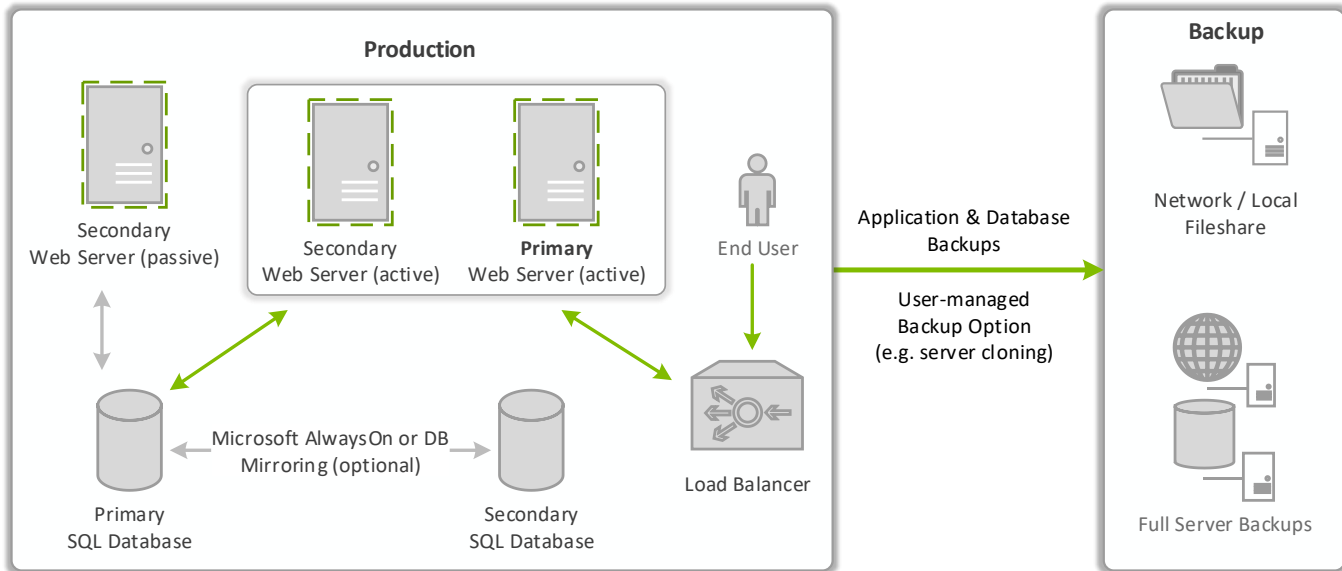 Production
Secondary
Web Server (passive)
Secondary
Web Server (active)
Primary
Web Server (active)
End User
Microsoft AlwaysOn or DB
Mirroring (optional)
Primary
SQL Database
Secondary
SQL Database
Load Balancer
Application & Database
Backups
User-managed
Backup Option
(e.g. server cloning)
Backup
Network / Local
Fileshare
Full Server Backups